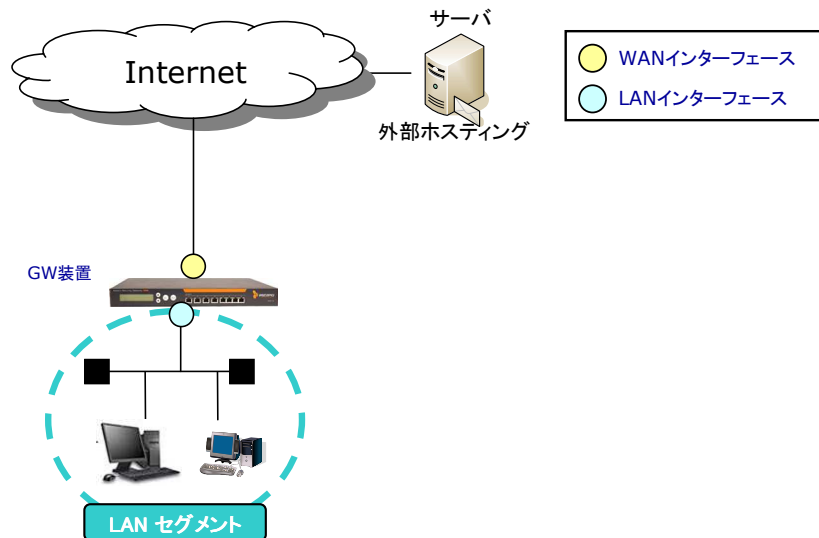 サーバ
Internet
外部ホスティング
WANインターフェース
LANインターフェース
GW装置
LAN セグメント